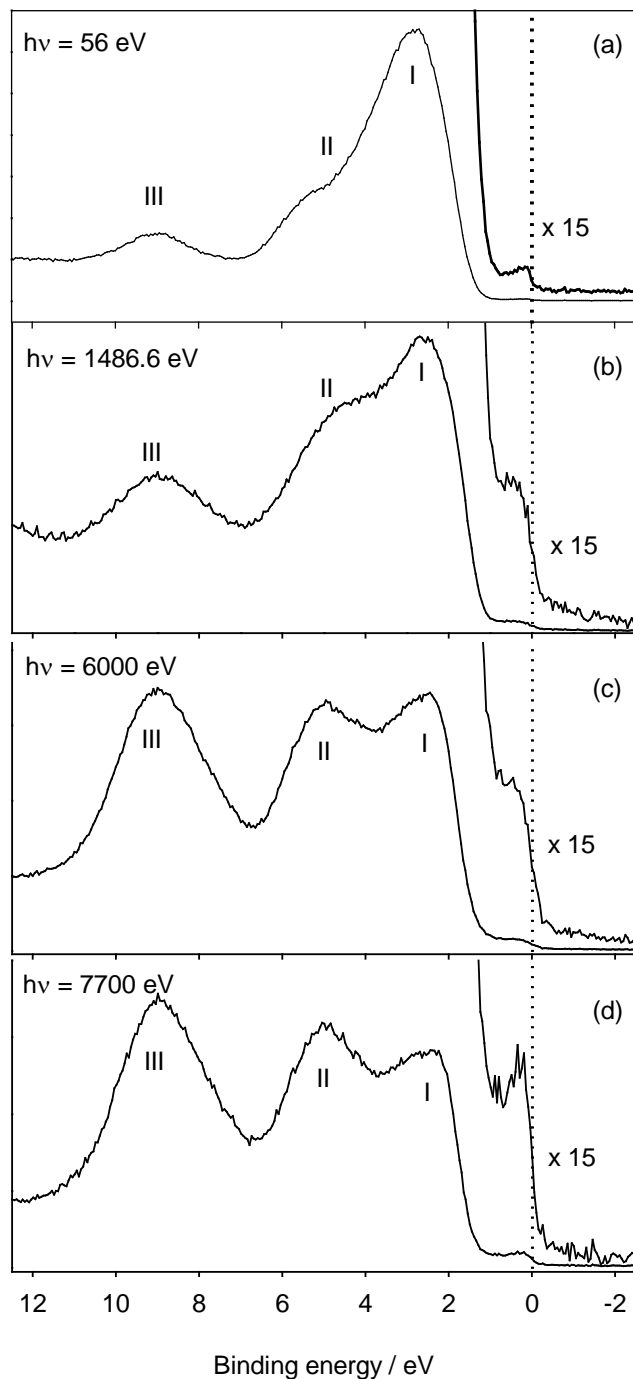 hν = 56 eV
(a)
I
II
III
x 15
hν = 1486.6 eV
(b)
I
II
III
x 15
hν = 6000 eV
(c)
III
II
I
x 15
hν = 7700 eV
(d)
III
II
I
x 15
12 10 8 6 4 2 0 -2
Binding energy / eV